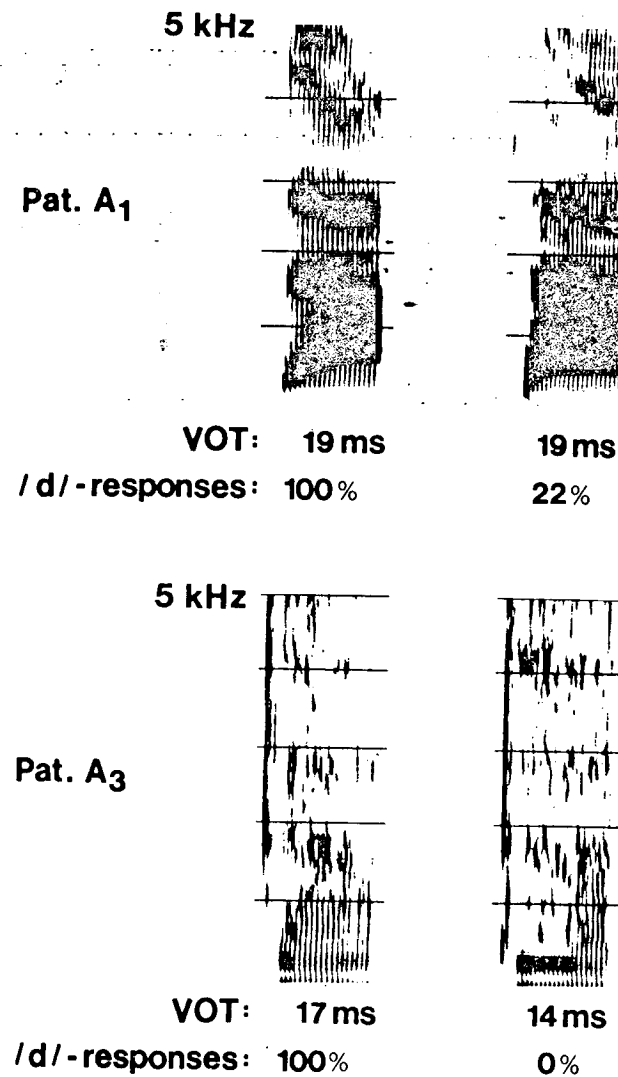 5 kHz
Pat. A1
VOT: 19 ms 19 ms
/d/-responses: 100% 22%
5 kHz
Pat. A3
VOT: 17 ms 14 ms
/d/-responses: 100% 0%